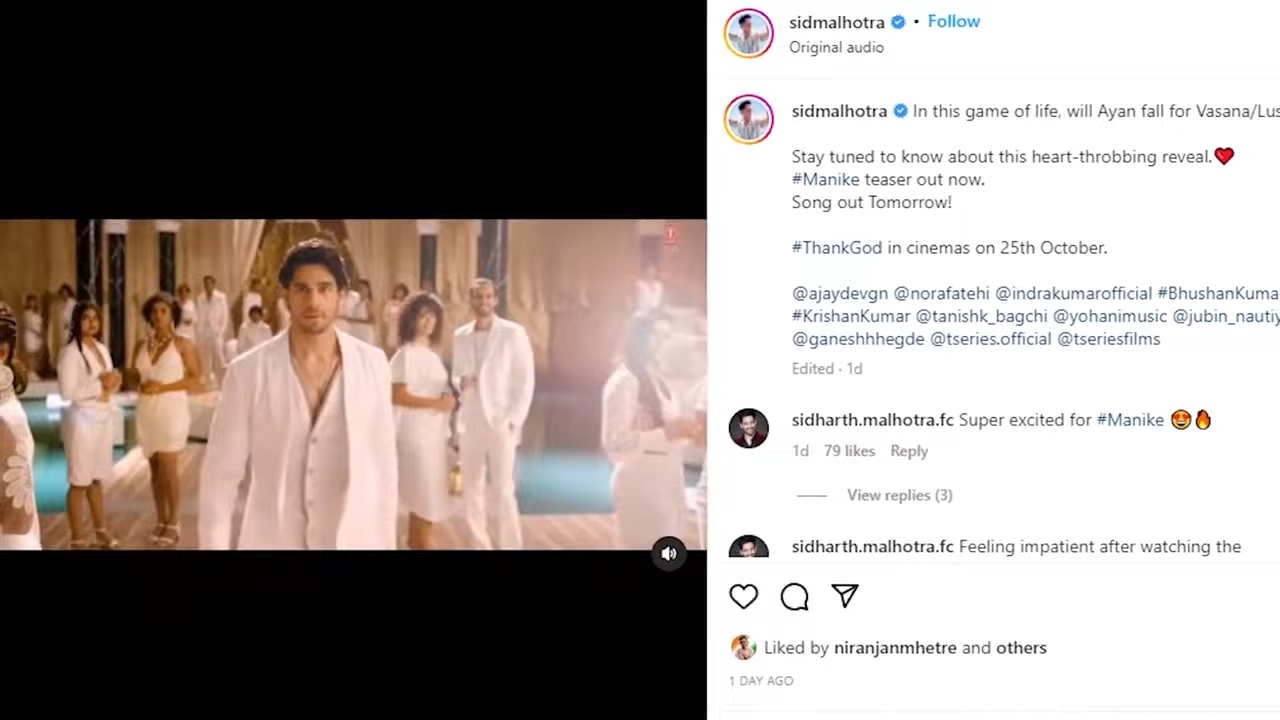 sidmalhotra • Follow
Original audio
sidmalhotra In this game of life, will Ayan fall for Vasana/Lus
Stay tuned to know about this heart-throbbing reveal.❤️
#Manike teaser out now.
Song out Tomorrow!
#ThankGod in cinemas on 25th October.
@ajaydevgn @norafatehi @indrakumarofficial #BhushanKuma
#KrishanKumar @tanishk_bagchi @yohanimusic @jubin_nautiy
@ganeshhhegde @tseries.official @tseriesfilms
Edited · 1d
sidharth.malhotra.fc Super excited for #Manike 😍🔥
1d 79 likes Reply
View replies (3)
sidharth.malhotra.fc Feeling impatient after watching the
Liked by niranjanmhetre and others
1 DAY AGO